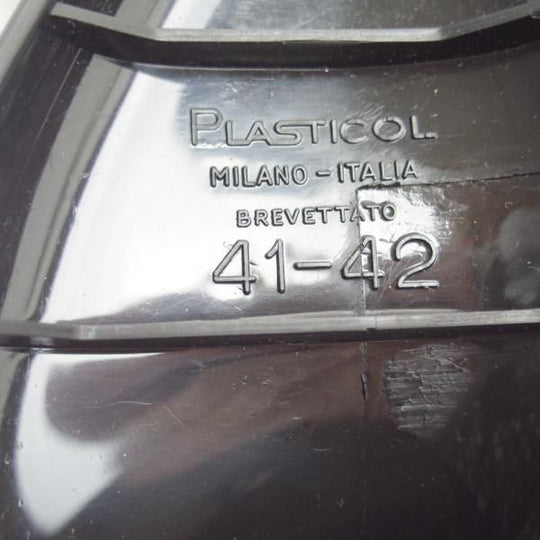 PLASTICOL
MILANO - ITALIA
BREVETTATO
41-42